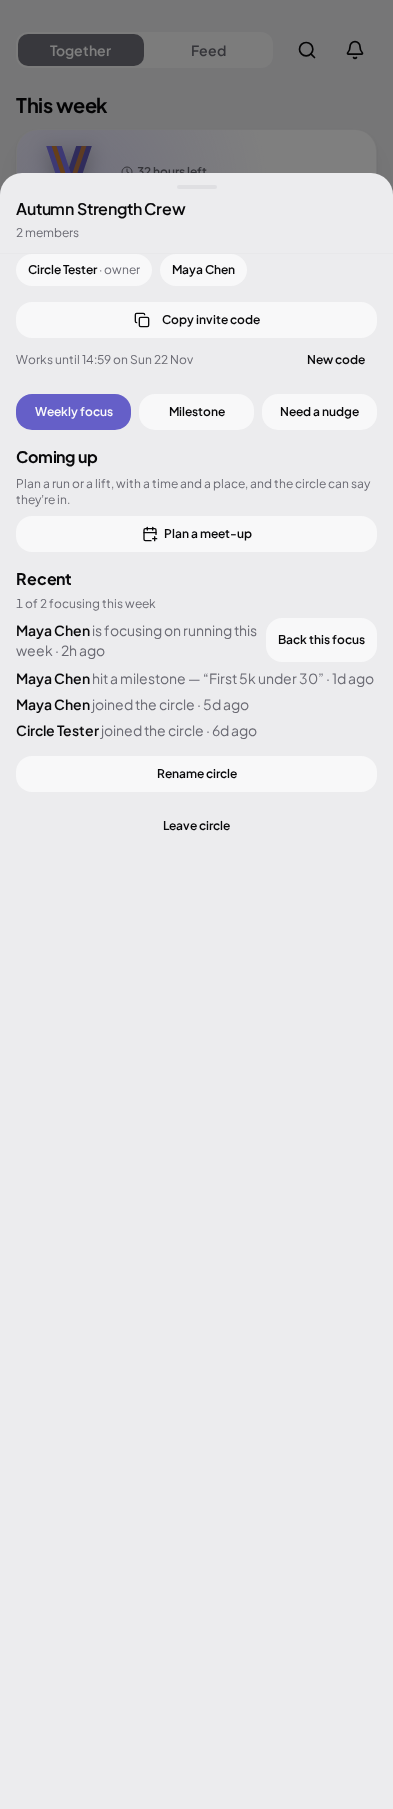 Together
Feed
This week
32 hours left
Autumn Strength Crew
2 members
Circle Tester · owner
Maya Chen
Copy invite code
Works until 14:59 on Sun 22 Nov
New code
Weekly focus
Milestone
Need a nudge
Coming up
Plan a run or a lift, with a time and a place, and the circle can say
they're in.
Plan a meet-up
Recent
1 of 2 focusing this week
Maya Chen is focusing on running this
week · 2h ago
Back this focus
Maya Chen hit a milestone — “First 5k under 30” · 1d ago
Maya Chen joined the circle · 5d ago
Circle Tester joined the circle · 6d ago
Rename circle
Leave circle